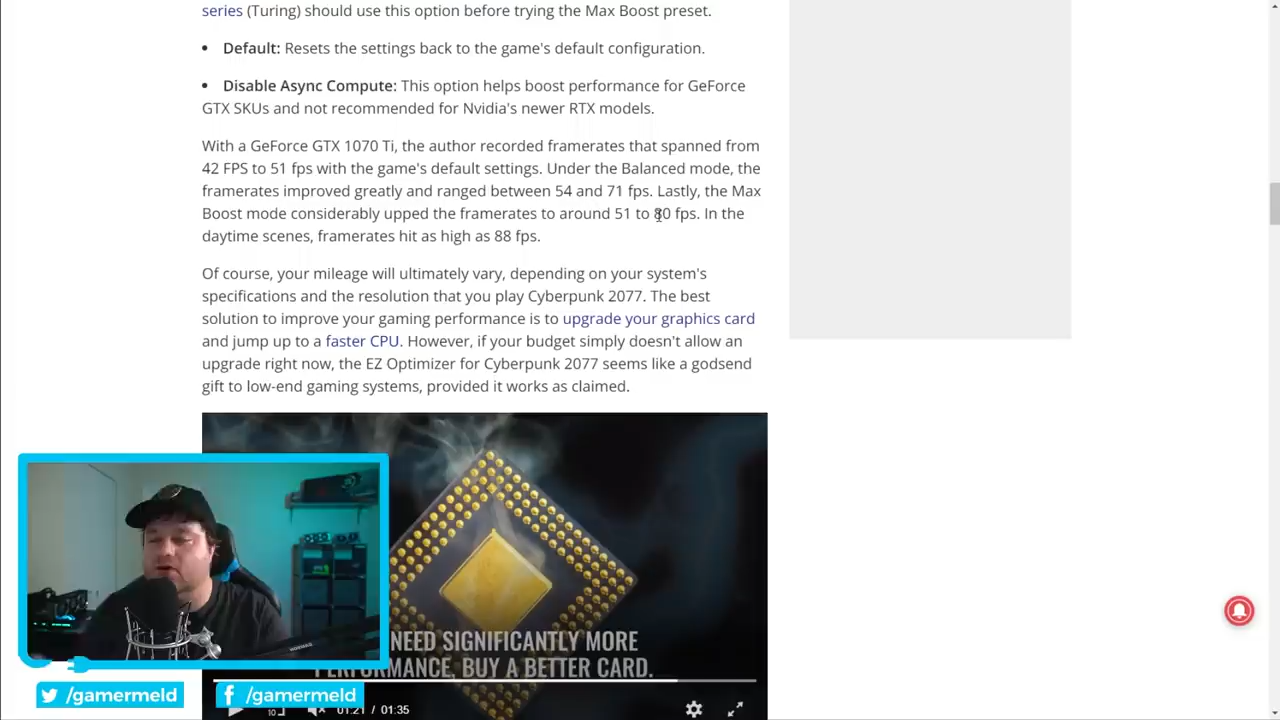 series (Turing) should use this option before trying the Max Boost preset.
• Default: Resets the settings back to the game's default configuration.
• Disable Async Compute: This option helps boost performance for GeForce
GTX SKUs and not recommended for Nvidia's newer RTX models.
With a GeForce GTX 1070 Ti, the author recorded framerates that spanned from
42 FPS to 51 fps with the game's default settings. Under the Balanced mode, the
framerates improved greatly and ranged between 54 and 71 fps. Lastly, the Max
Boost mode considerably upped the framerates to around 51 to 80 fps. In the
daytime scenes, framerates hit as high as 88 fps.
Of course, your mileage will ultimately vary, depending on your system's
specifications and the resolution that you play Cyberpunk 2077. The best
solution to improve your gaming performance is to upgrade your graphics card
and jump up to a faster CPU. However, if your budget simply doesn't allow an
upgrade right now, the EZ Optimizer for Cyberpunk 2077 seems like a godsend
gift to low-end gaming systems, provided it works as claimed.
NEED SIGNIFICANTLY MORE
PERFORMANCE, BUY A BETTER CARD.
/gamermeld
/gamermeld
10
01:21 / 01:35